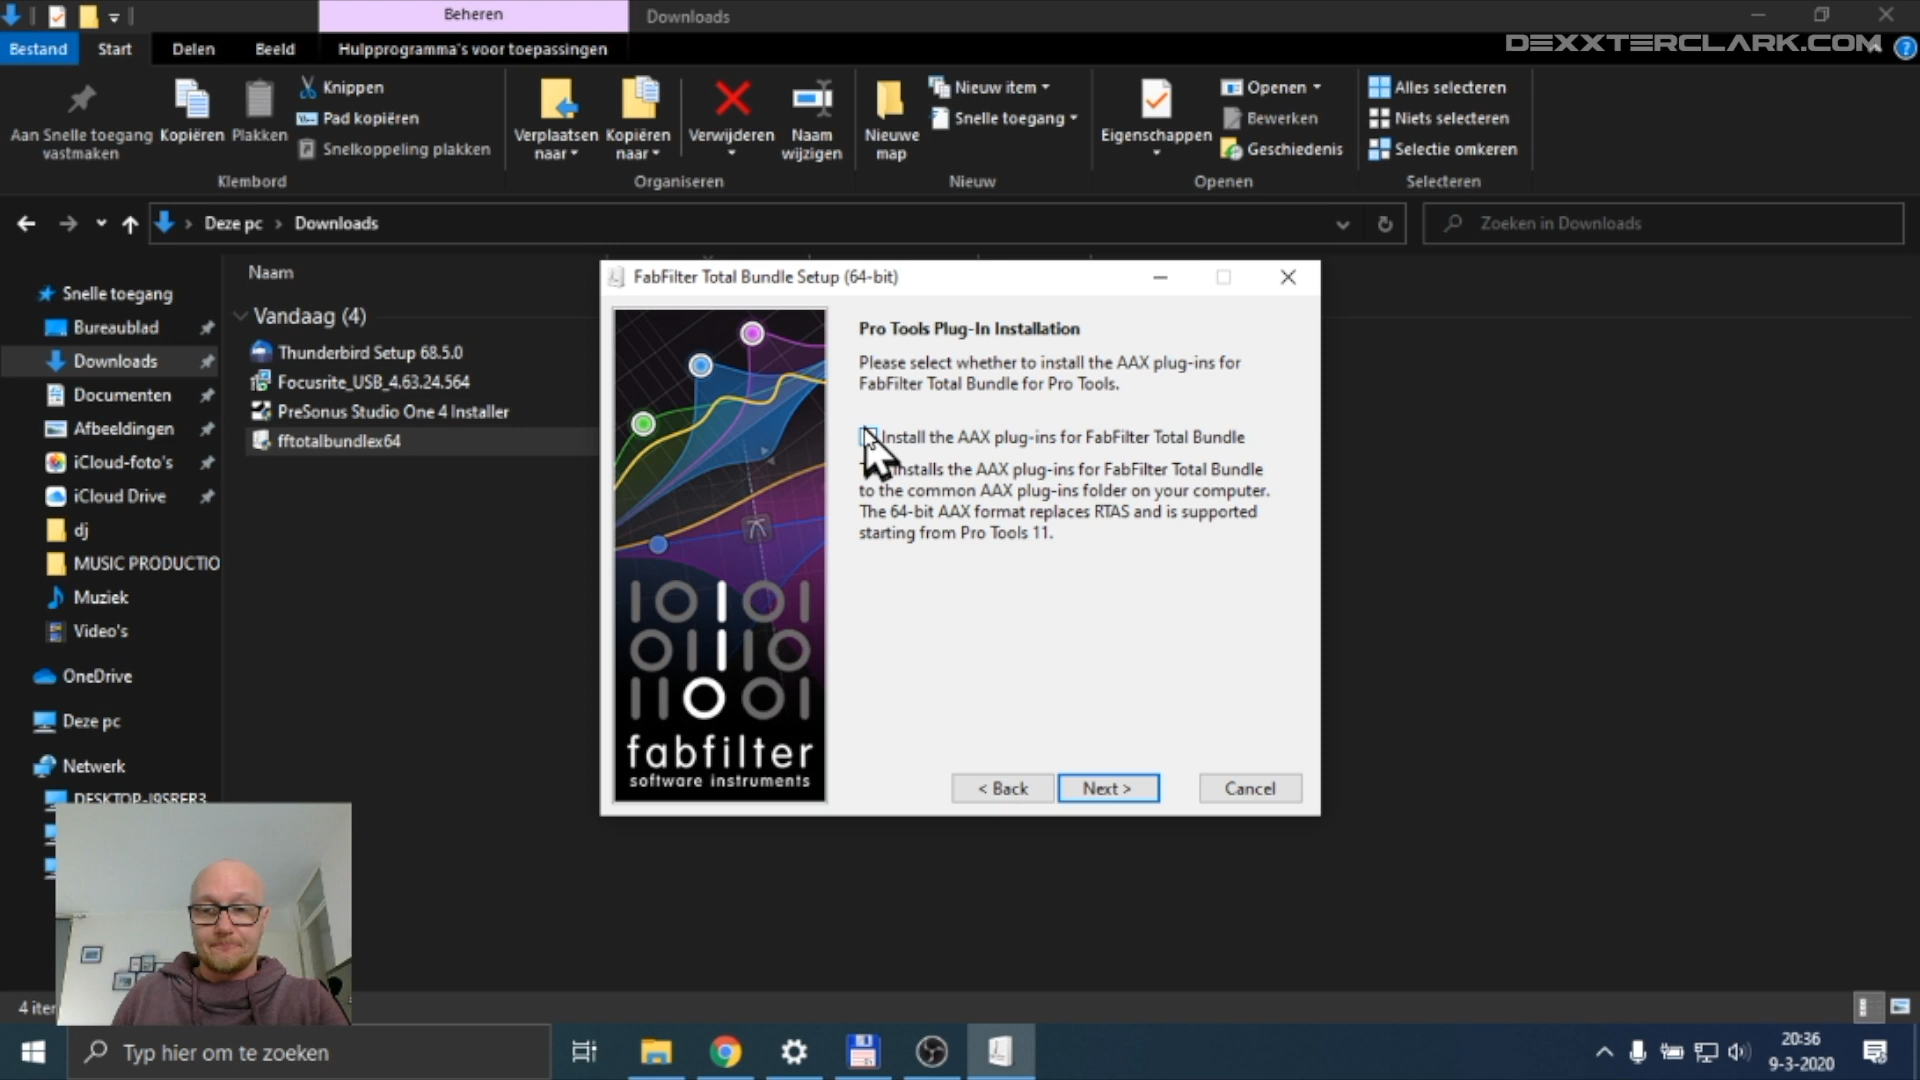 Beheren
Downloads
DEXXTERCLARK.COM
Bestand
Start
Delen
Beeld
Hulpprogramma's voor toepassingen
Aan Snelle toegang vastmaken
Kopiëren
Plakken
Knippen
Pad kopiëren
Snelkoppeling plakken
Klembord
Verplaatsen naar
Kopiëren naar
Verwijderen
Naam wijzigen
Organiseren
Nieuwe map
Nieuw item
Snelle toegang
Nieuw
Eigenschappen
Openen
Bewerken
Geschiedenis
Openen
Alles selecteren
Niets selecteren
Selectie omkeren
Selecteren
Deze pc > Downloads
Zoeken in Downloads
Snelle toegang
Bureaublad
Downloads
Documenten
Afbeeldingen
iCloud-foto's
iCloud Drive
dj
MUSIC PRODUCTIO
Muziek
Video's
OneDrive
Deze pc
Netwerk
DESKTOP-I9SRFR3
Naam
Vandaag (4)
Thunderbird Setup 68.5.0
Focusrite_USB_4.63.24.564
PreSonus Studio One 4 Installer
fftotalbundlex64
FabFilter Total Bundle Setup (64-bit)
Pro Tools Plug-In Installation
Please select whether to install the AAX plug-ins for
FabFilter Total Bundle for Pro Tools.
Install the AAX plug-ins for FabFilter Total Bundle
installs the AAX plug-ins for FabFilter Total Bundle
to the common AAX plug-ins folder on your computer.
The 64-bit AAX format replaces RTAS and is supported
starting from Pro Tools 11.
1010101
0111110
1110001
fabfilter
software instruments
< Back
Next >
Cancel
4 iter
Typ hier om te zoeken
20:36
9-3-2020